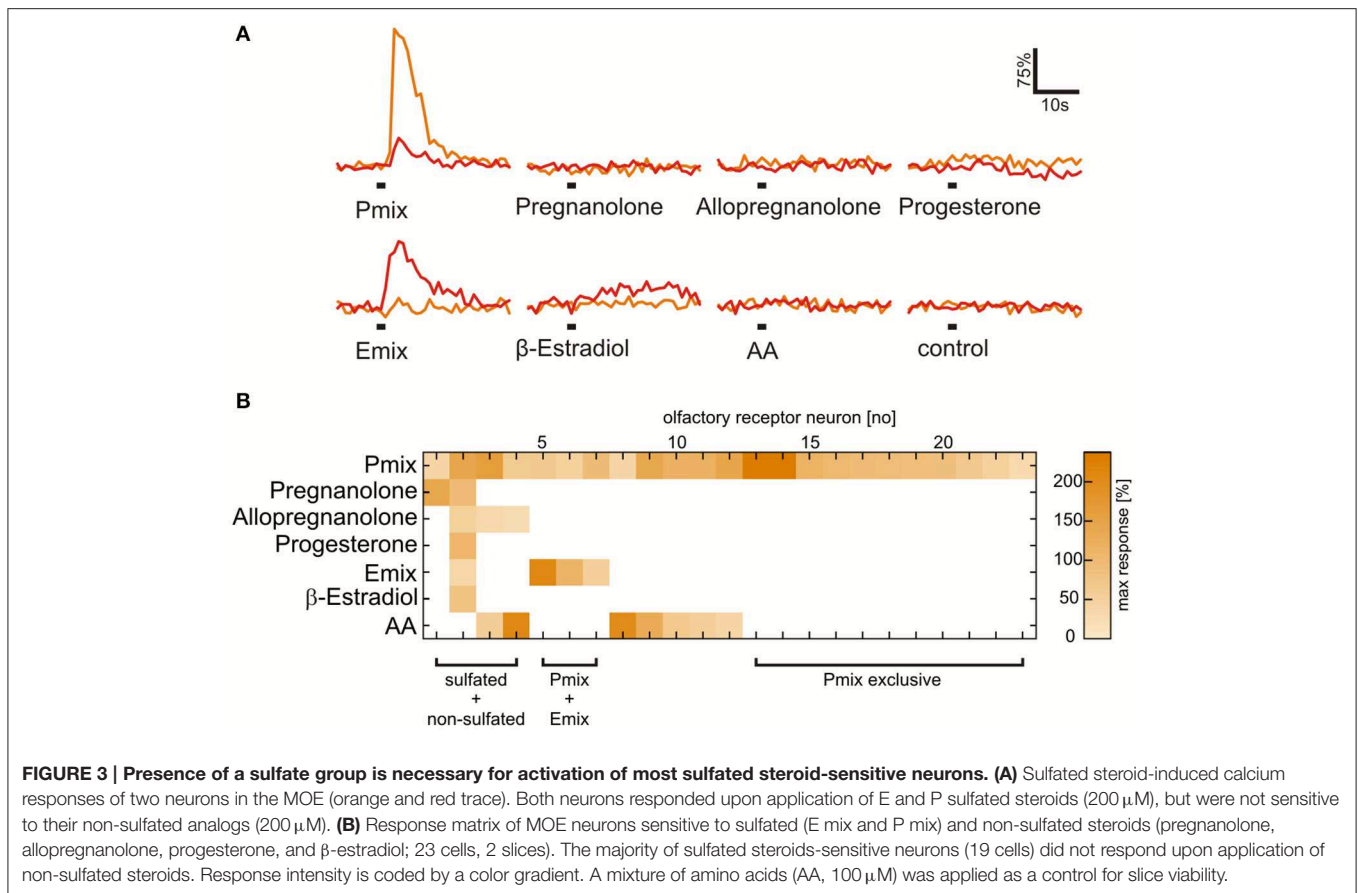 A
75%
10s
Pmix
Pregnanolone
Allopregnanolone
Progesterone
Emix
β-Estradiol
AA
control
B
olfactory receptor neuron [no]
5
10
15
20
Pmix
Pregnanolone
Allopregnanolone
Progesterone
Emix
β-Estradiol
AA
200
150
100
50
0
max response [%]
sulfated
+
non-sulfated
Pmix
+
Emix
Pmix exclusive
FIGURE 3 | Presence of a sulfate group is necessary for activation of most sulfated steroid-sensitive neurons. (A) Sulfated steroid-induced calcium
responses of two neurons in the MOE (orange and red trace). Both neurons responded upon application of E and P sulfated steroids (200 μM), but were not sensitive
to their non-sulfated analogs (200 μM). (B) Response matrix of MOE neurons sensitive to sulfated (E mix and P mix) and non-sulfated steroids (pregnanolone,
allopregnanolone, progesterone, and β-estradiol; 23 cells, 2 slices). The majority of sulfated steroids-sensitive neurons (19 cells) did not respond upon application of
non-sulfated steroids. Response intensity is coded by a color gradient. A mixture of amino acids (AA, 100 μM) was applied as a control for slice viability.